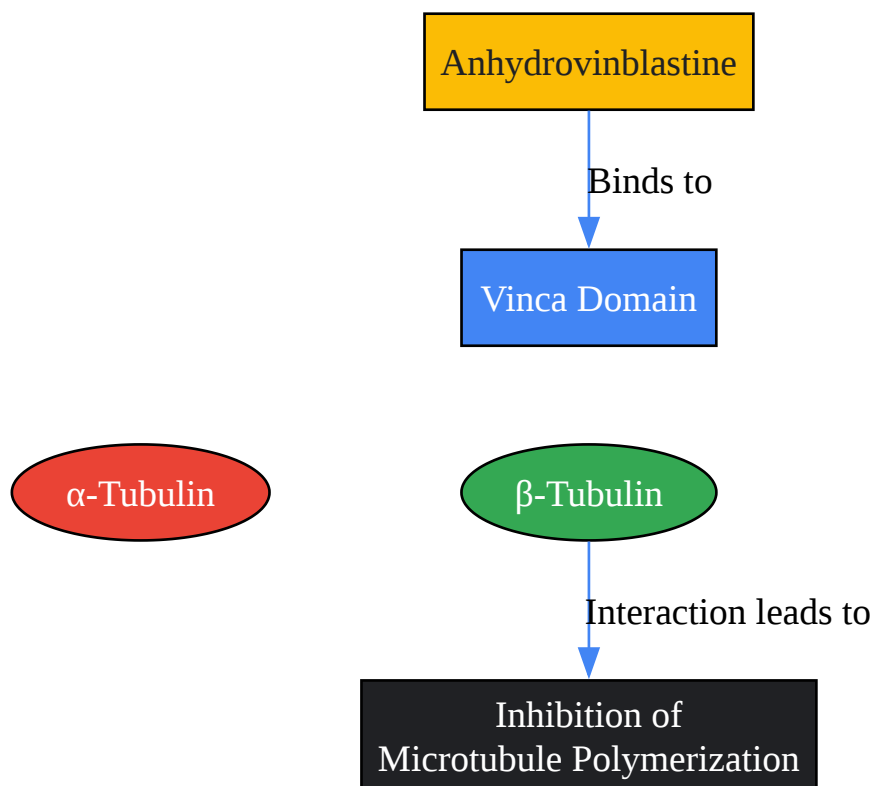 Anhydrovinblastine
Binds to
Vinca Domain
α-Tubulin
β-Tubulin
Interaction leads to
Inhibition of
Microtubule Polymerization